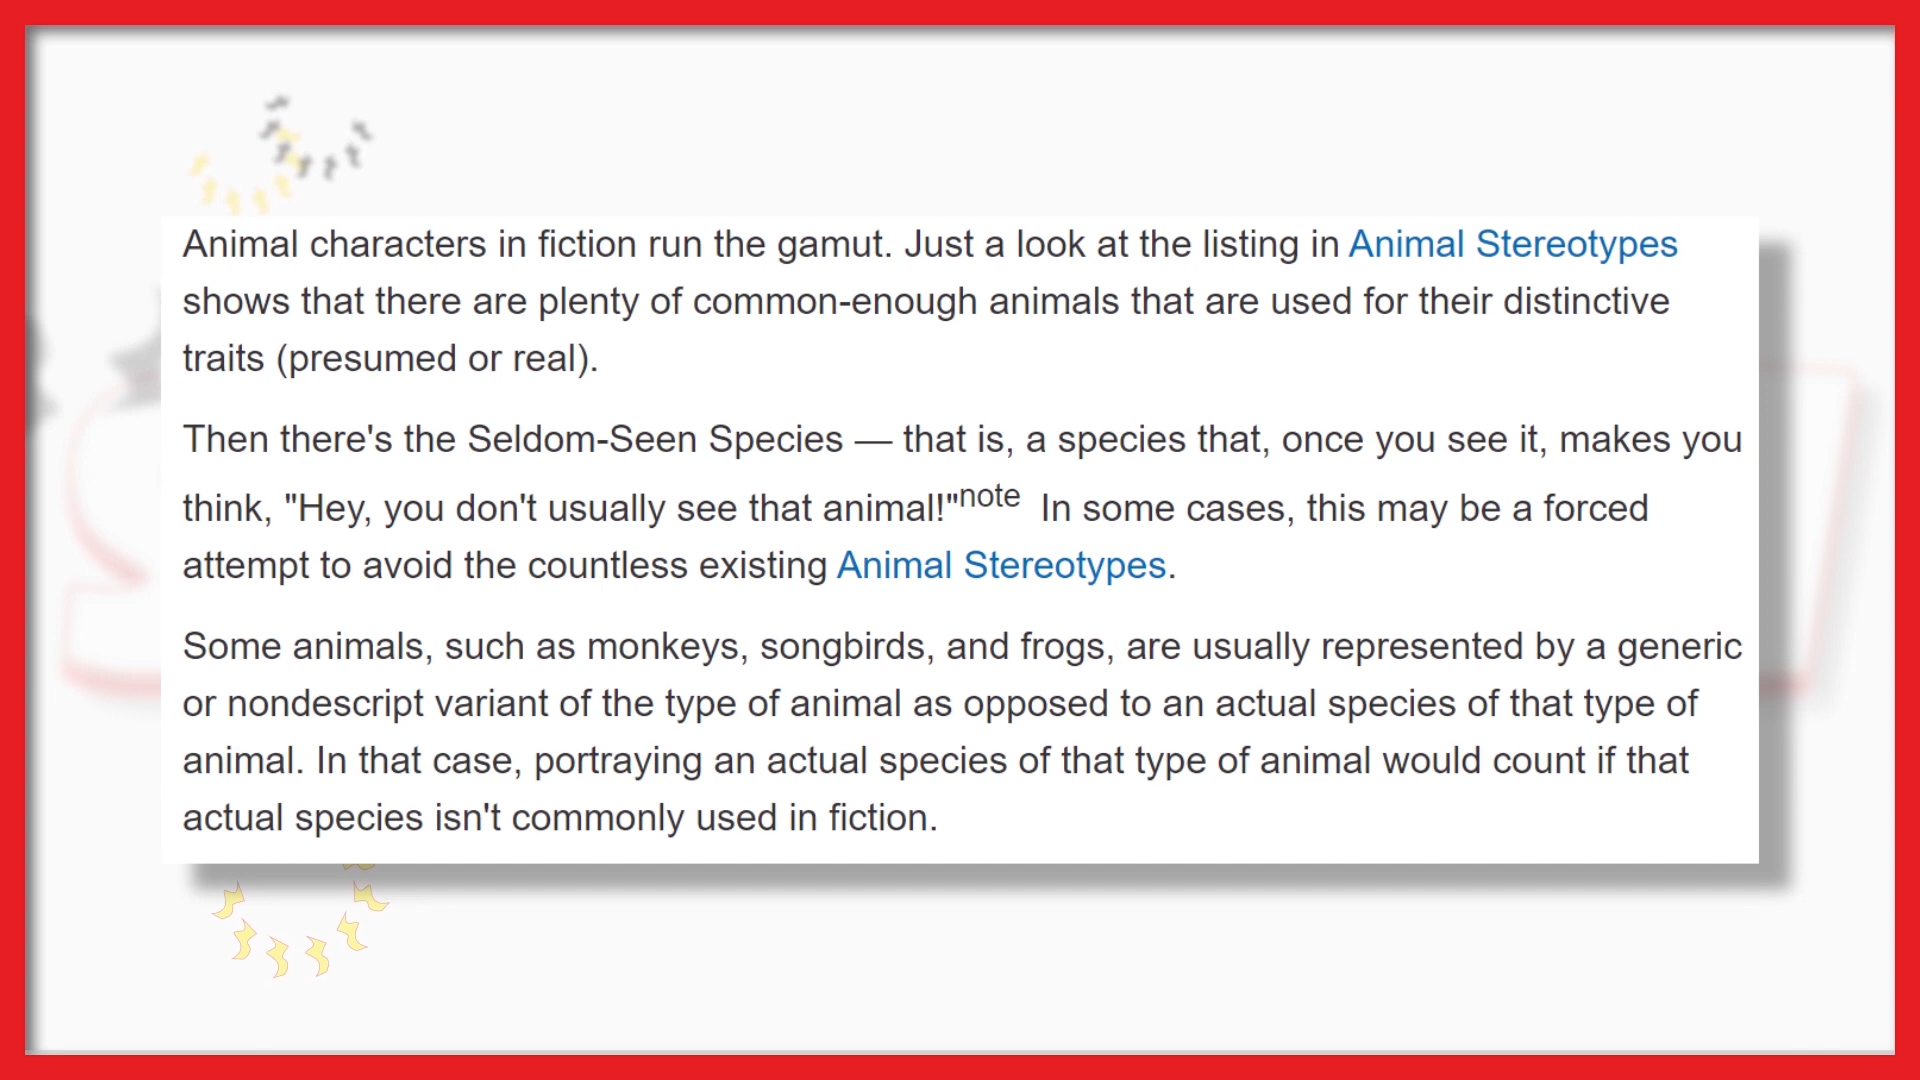 Animal characters in fiction run the gamut. Just a look at the listing in Animal Stereotypes
shows that there are plenty of common-enough animals that are used for their distinctive
traits (presumed or real).
Then there's the Seldom-Seen Species — that is, a species that, once you see it, makes you
think, "Hey, you don't usually see that animal!"note In some cases, this may be a forced
attempt to avoid the countless existing Animal Stereotypes.
Some animals, such as monkeys, songbirds, and frogs, are usually represented by a generic
or nondescript variant of the type of animal as opposed to an actual species of that type of
animal. In that case, portraying an actual species of that type of animal would count if that
actual species isn't commonly used in fiction.